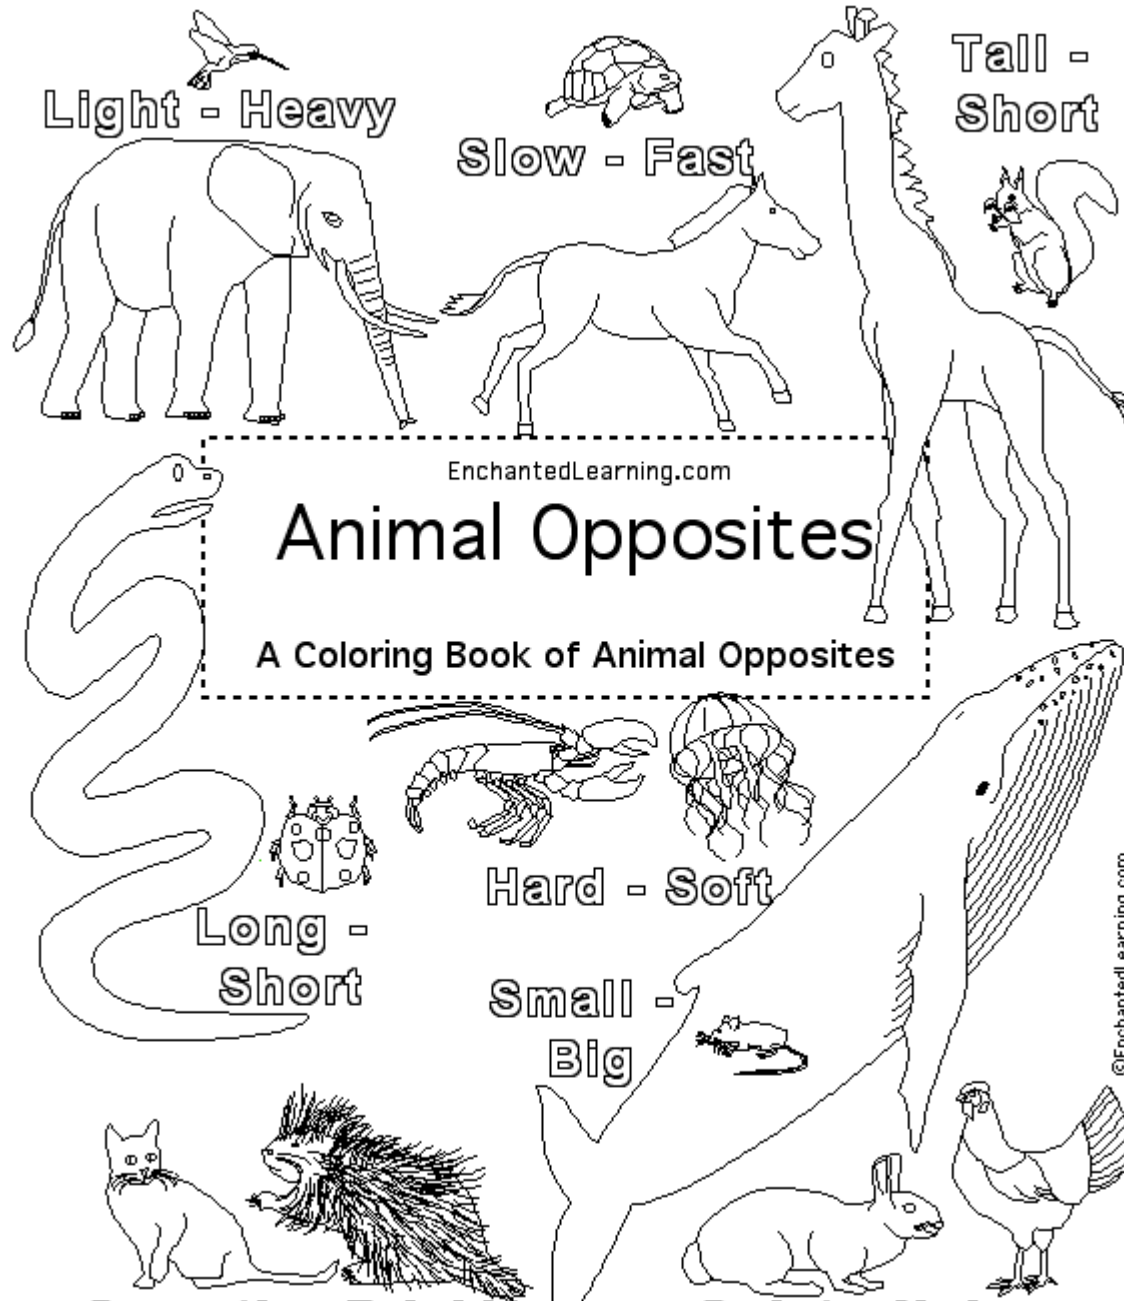 Light - Heavy
Slow - Fast
Tall -
Short
EnchantedLearning.com
Animal Opposites
A Coloring Book of Animal Opposites
Hard - Soft
Long -
Short
Small -
Big
©EnchantedLearning.com